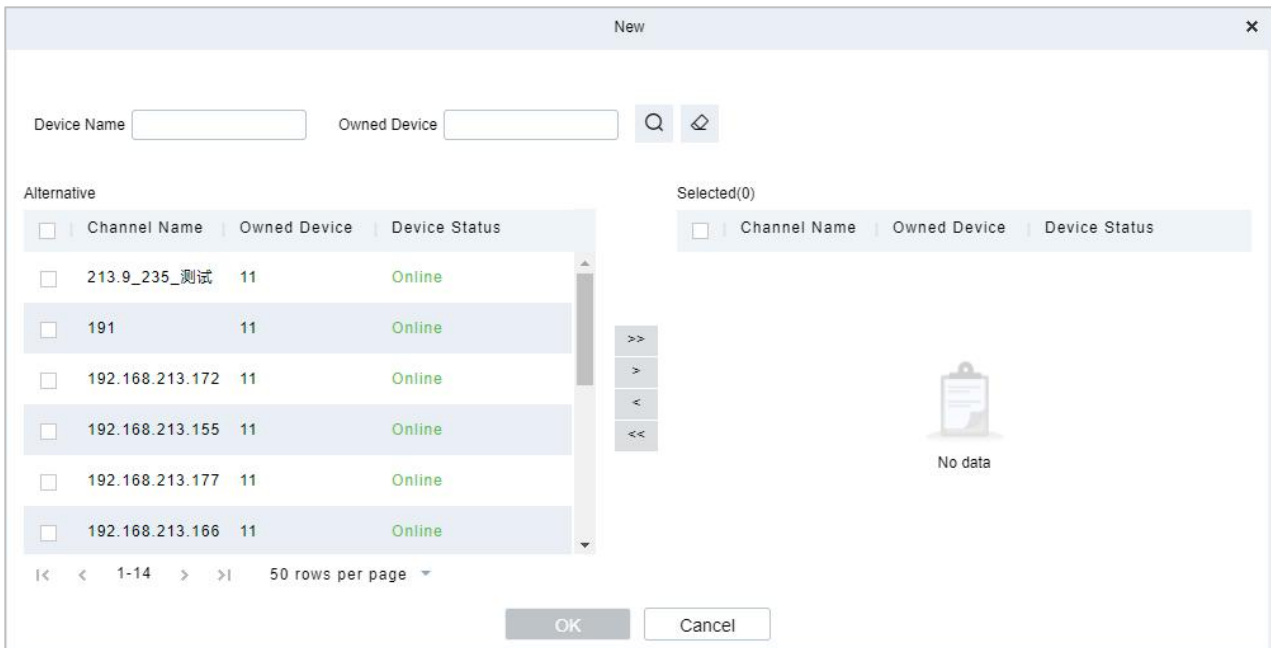 New
Device Name Owned Device
Alternative Selected(0)
Channel Name Owned Device Device Status Channel Name Owned Device Device Status
213.9_235_测试 11 Online
191 11 Online
>>
192.168.213.172 11 Online
>
<
192.168.213.155 11 Online
<<
No data
192.168.213.177 11 Online
192.168.213.166 11 Online
1-14 50 rows per page
OK Cancel